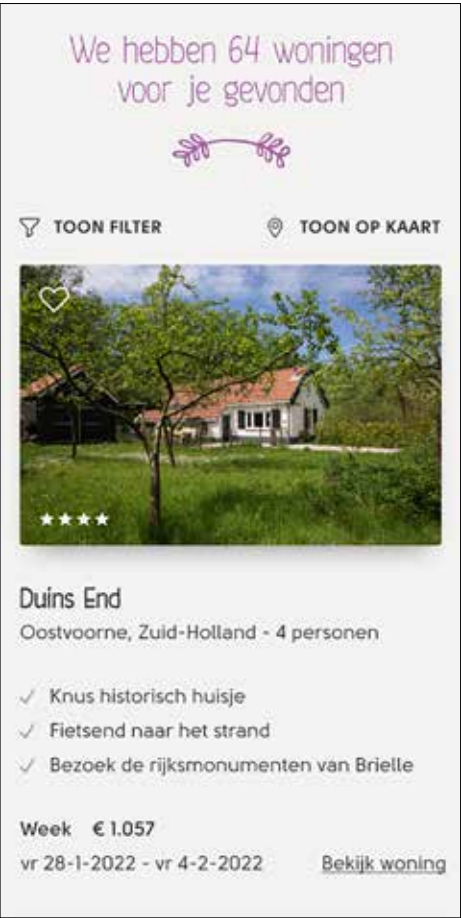 We hebben 64 woningen
voor je gevonden
TOON FILTER
TOON OP KAART
Duins End
Oostvoorne, Zuid-Holland - 4 personen
Knus historisch huisje
Fietsend naar het strand
Bezoek de rijksmonumenten van Brielle
Week € 1.057
vr 28-1-2022 - vr 4-2-2022 Bekijk woning